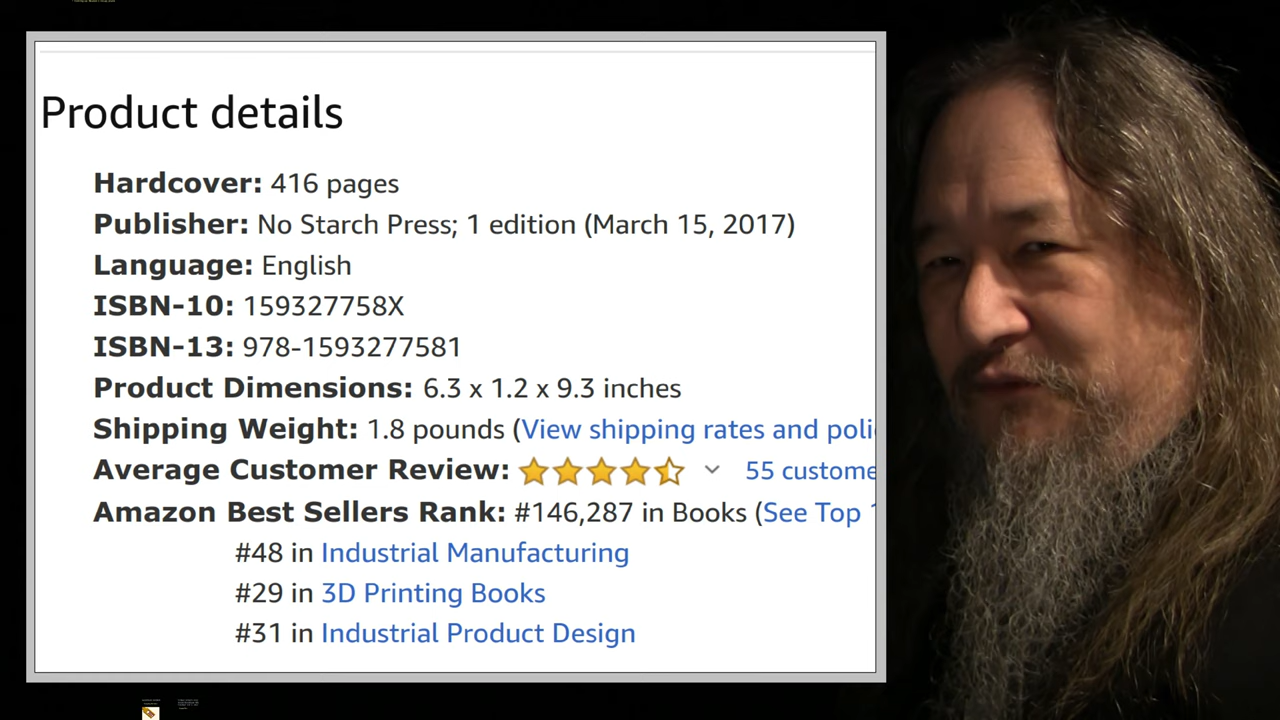 Product details
Hardcover: 416 pages
Publisher: No Starch Press; 1 edition (March 15, 2017)
Language: English
ISBN-10: 159327758X
ISBN-13: 978-1593277581
Product Dimensions: 6.3 x 1.2 x 9.3 inches
Shipping Weight: 1.8 pounds (View shipping rates and poli
Average Customer Review: 55 custome
Amazon Best Sellers Rank: #146,287 in Books (See Top 1
#48 in Industrial Manufacturing
#29 in 3D Printing Books
#31 in Industrial Product Design